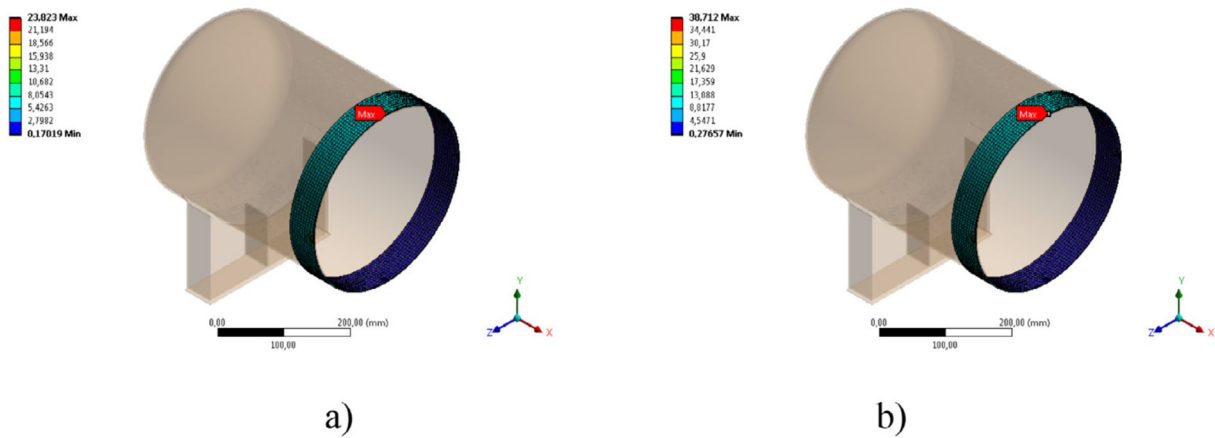 23,823 Max
21,194
18,566
15,938
13,31
10,682
8,0543
5,4263
2,7982
0,17019 Min
Max
Y
Z
X
0,00
200,00 (mm)
100,00
a)
38,712 Max
34,441
30,17
25,9
21,629
17,359
13,088
8,8177
4,5471
0,27657 Min
Max
Y
Z
X
0,00
200,00 (mm)
100,00
b)